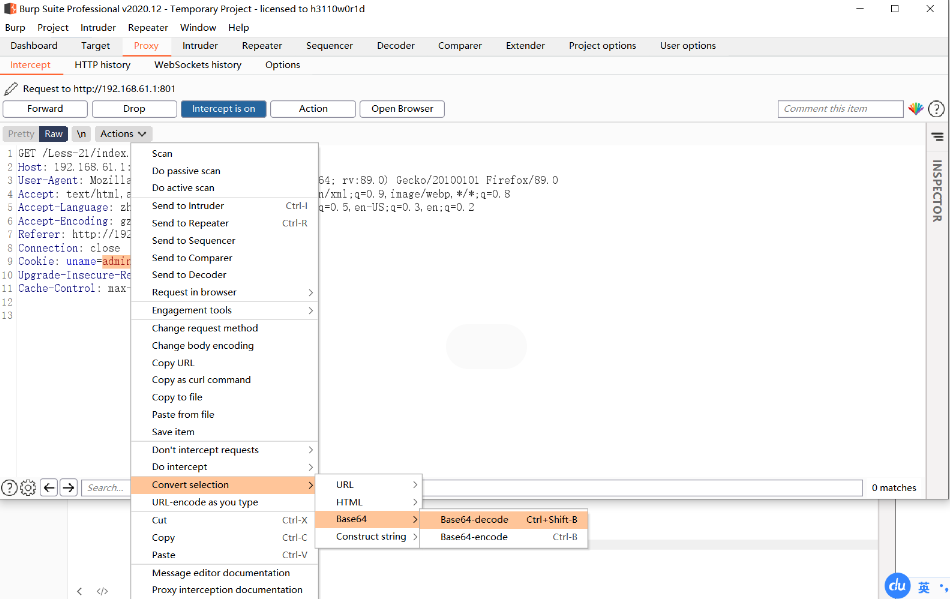 Burp Suite Professional v2020.12 - Temporary Project - licensed to h3110w0r1d
Burp Project Intruder Repeater Window Help
Dashboard Target Proxy Intruder Repeater Sequencer Decoder Comparer Extender Project options User options
Intercept HTTP history WebSockets history Options
Request to http://192.168.61.1:801
Forward Drop Intercept is on Action Open Browser Comment this item
Pretty Raw \n Actions
INSPECTOR
1 GET /Less-21/index.
2 Host: 192.168.61.1:
3 User-Agent: Mozilla 64; rv:89.0) Gecko/20100101 Firefox/89.0
4 Accept: text/html,a n/xml;q=0.9,image/webp,*/*;q=0.8
5 Accept-Language: zh q=0.5,en-US;q=0.3,en;q=0.2
6 Accept-Encoding: gz
7 Referer: http://192
8 Connection: close
9 Cookie: uname=admin
10 Upgrade-Insecure-Re
11 Cache-Control: max-
12
13
Scan
Do passive scan
Do active scan
Send to Intruder Ctrl-I
Send to Repeater Ctrl-R
Send to Sequencer
Send to Comparer
Send to Decoder
Request in browser >
Engagement tools >
Change request method
Change body encoding
Copy URL
Copy as curl command
Copy to file
Paste from file
Save item
Don't intercept requests >
Do intercept >
Convert selection >
URL-encode as you type
Cut Ctrl-X
Copy Ctrl-C
Paste Ctrl-V
Message editor documentation
Proxy interception documentation
URL >
HTML >
Base64 >
Construct string >
Base64-decode Ctrl+Shift-B
Base64-encode Ctrl-B
Search... 0 matches
< </>
du 英